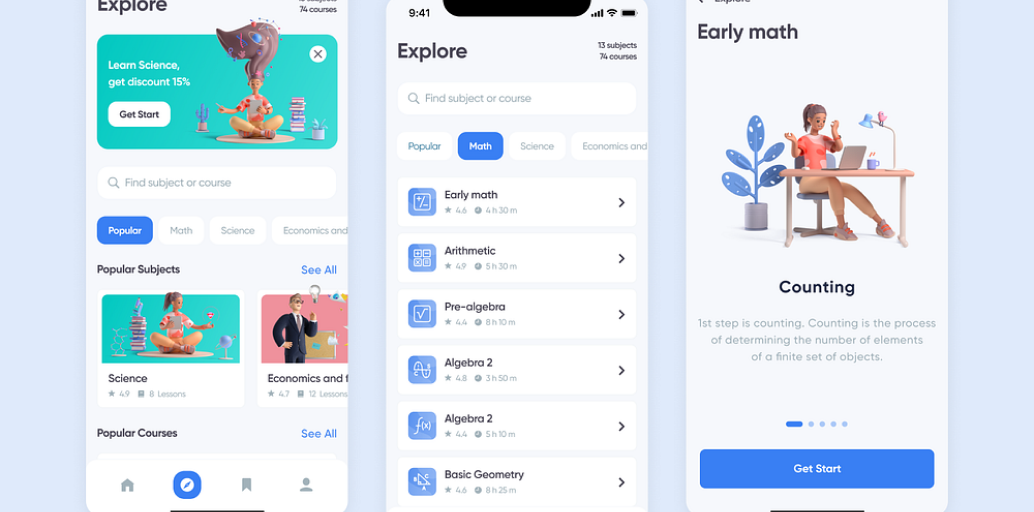 Explore
13 subjects
74 courses
Learn Science,
get discount 15%
Get Start
Find subject or course
Popular
Math
Science
Economics and
Popular Subjects
See All
Science
4.9
8 Lessons
Economics and f
4.7
12 Lessons
Popular Courses
See All
9:41
Explore
13 subjects
74 courses
Find subject or course
Popular
Math
Science
Economics and
Early math
4.6
4 h 30 m
Arithmetic
4.9
5 h 30 m
Pre-algebra
4.4
8 h 10 m
Algebra 2
4.8
3 h 50 m
f(x)
Algebra 2
4.4
5 h 10 m
B
C
A
Basic Geometry
4.6
8 h 25 m
Explore
Early math
Counting
1st step is counting. Counting is the process
of determining the number of elements
of a finite set of objects.
Get Start